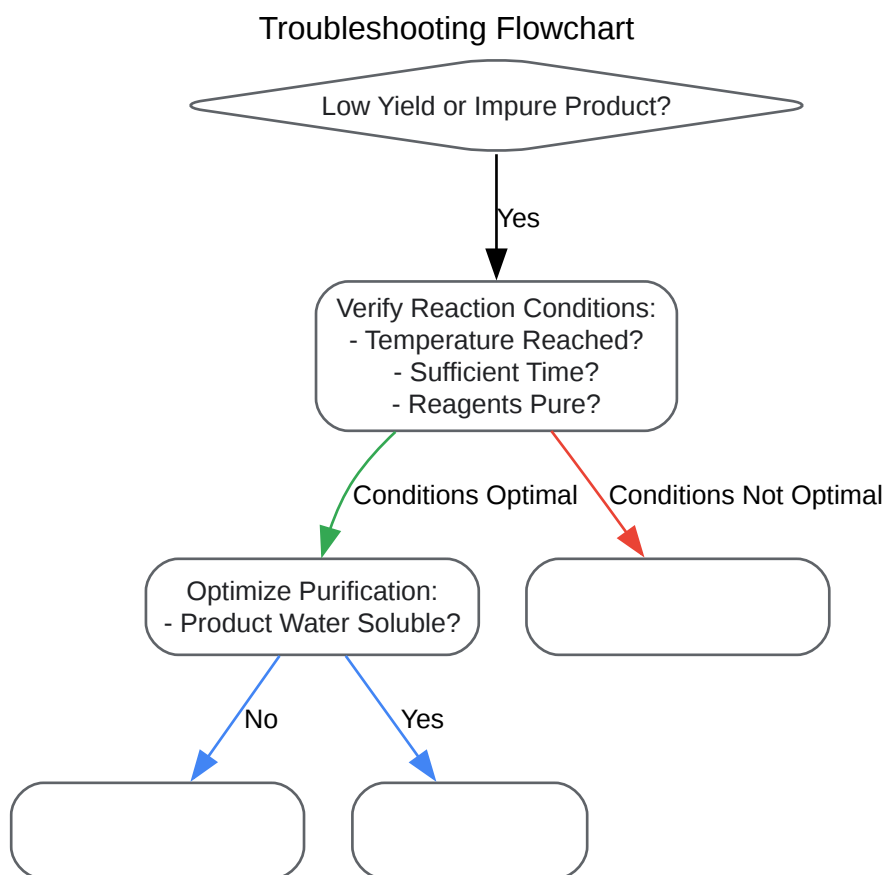 Troubleshooting Flowchart
Low Yield or Impure Product?
Yes
Verify Reaction Conditions:
- Temperature Reached?
- Sufficient Time?
- Reagents Pure?
Conditions Optimal
Conditions Not Optimal
Optimize Purification:
- Product Water Soluble?
No
Yes